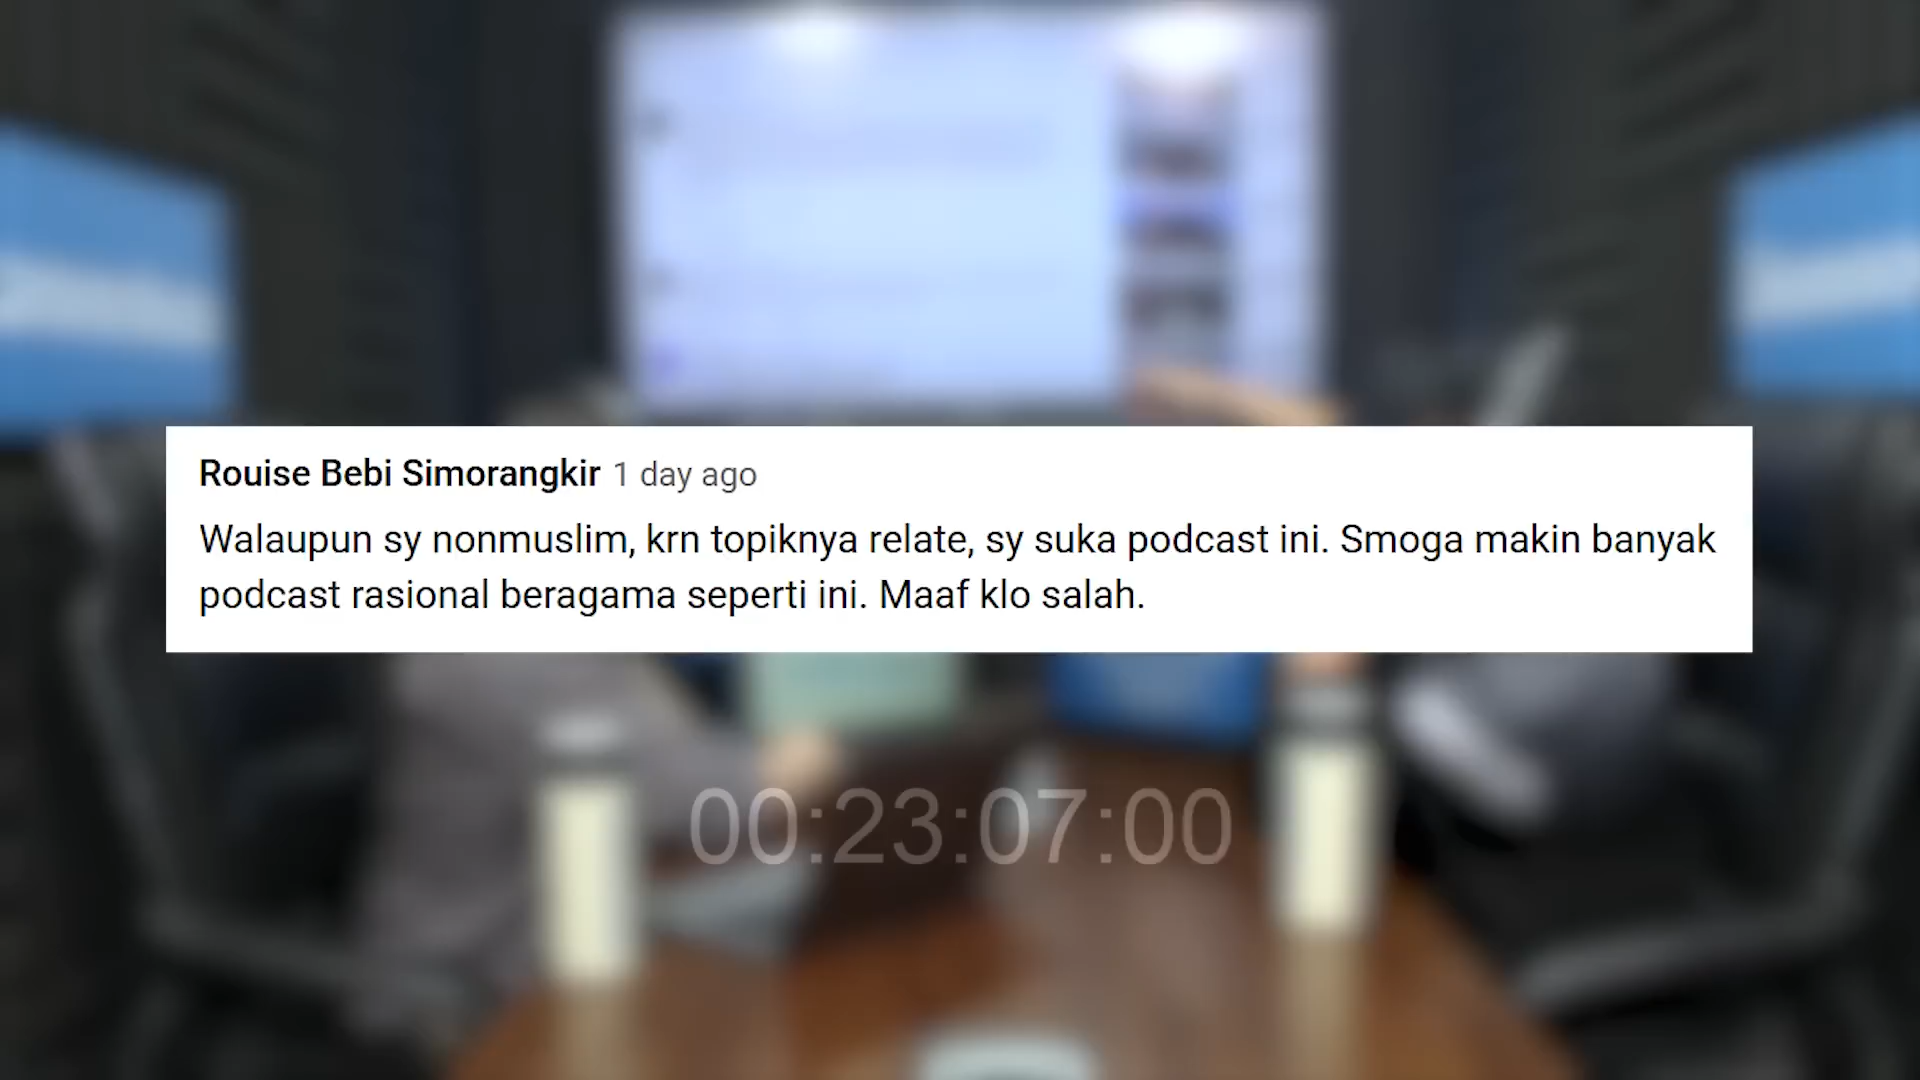 Rouise Bebi Simorangkir 1 day ago
Walaupun sy nonmuslim, krn topiknya relate, sy suka podcast ini. Smoga makin banyak
podcast rasional beragama seperti ini. Maaf klo salah.
00:23:07:00